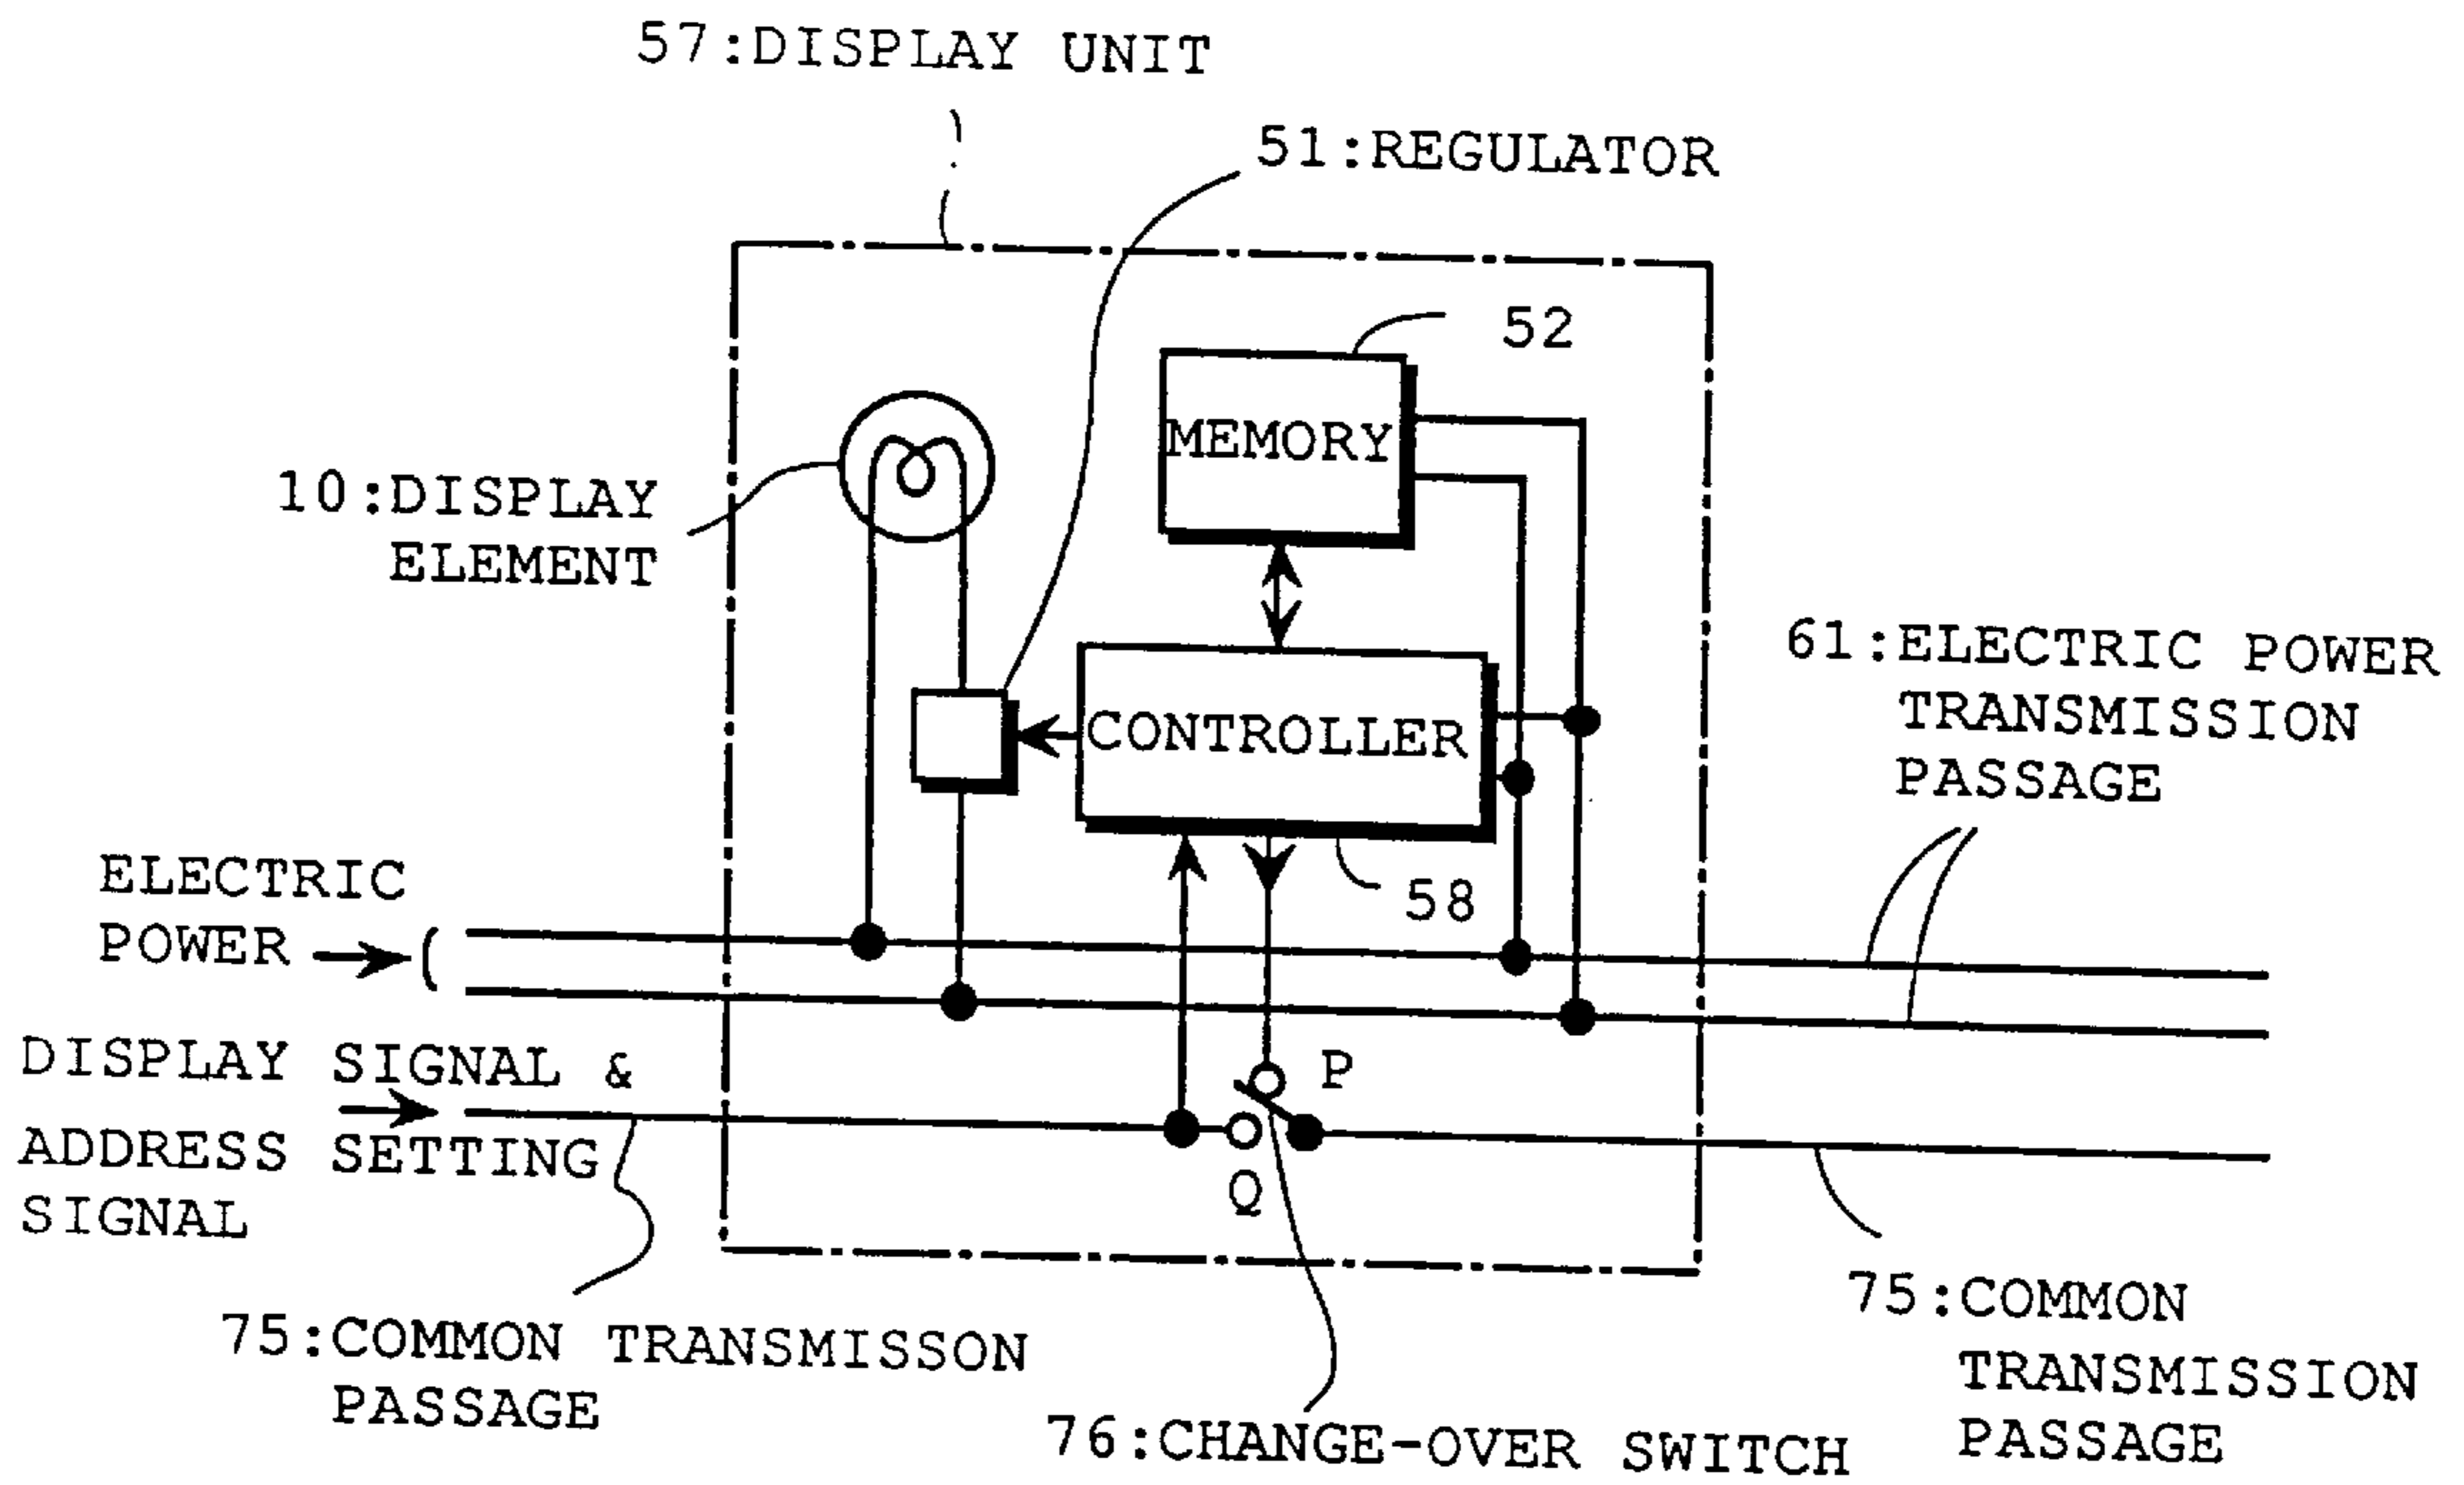 57:DISPLAY UNIT
51:REGULATOR
52
MEMORY
10:DISPLAY
ELEMENT
61:ELECTRIC POWER
TRANSMISSION
PASSAGE
CONTROLLER
58
ELECTRIC
POWER
DISPLAY SIGNAL &
ADDRESS SETTING
SIGNAL
P
Q
75:COMMON TRANSMISSON
PASSAGE
75:COMMON
TRANSMISSION
PASSAGE
76:CHANGE-OVER SWITCH